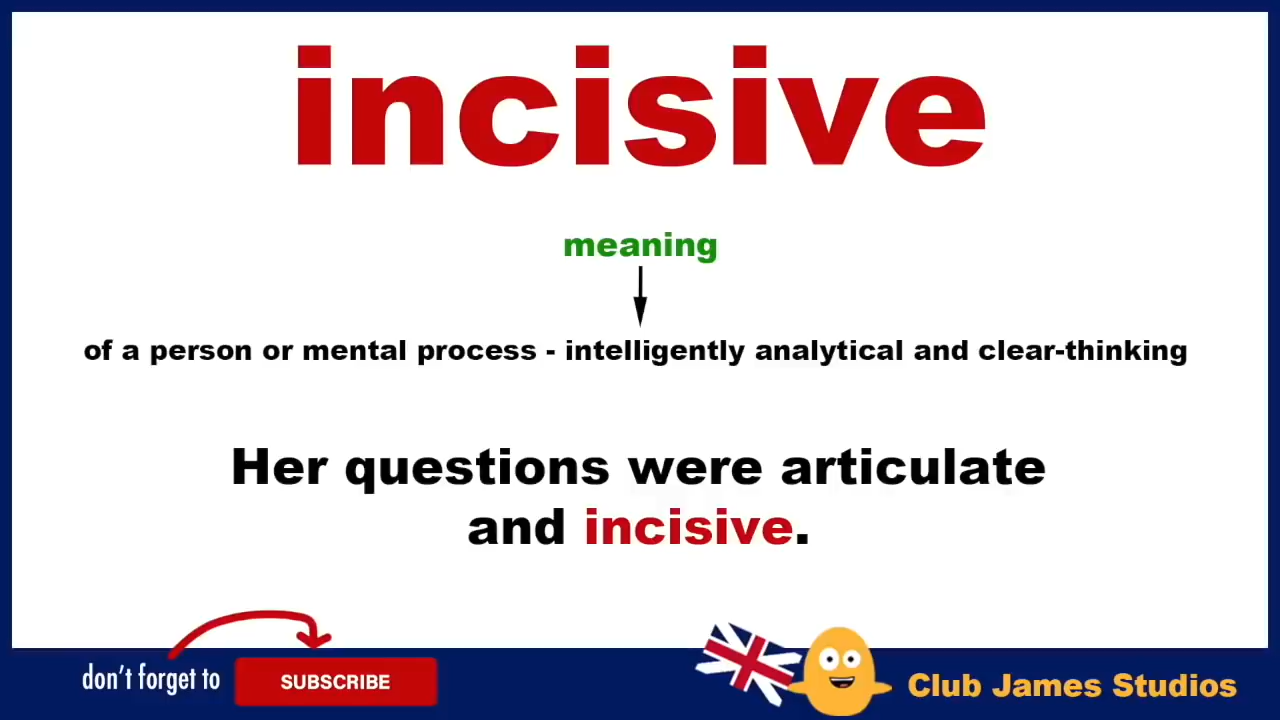 incisive
meaning
of a person or mental process - intelligently analytical and clear-thinking
Her questions were articulate
and incisive.
don't forget to
SUBSCRIBE
Club James Studios